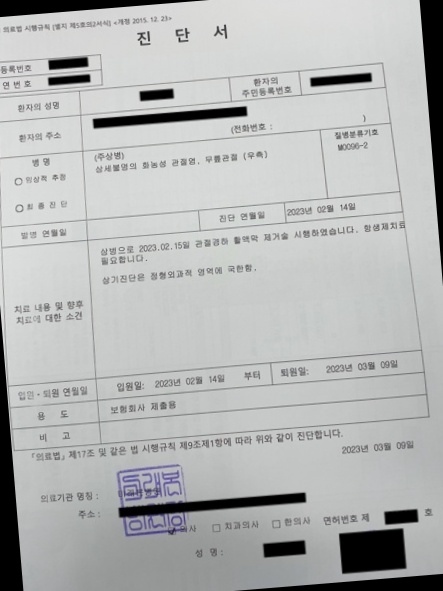 의료법 시행규칙 [별지 제5호의2서식] <개정 2015. 12. 23>
진 단 서
등록번호
연 번 호
환자의 성명
환자의 주민등록번호
환자의 주소
(전화번호 : )
병 명
(주상병)
질병분류기호
상세불명의 화농성 관절염, 무릎관절 (우측)
M0096-2
○ 임상적 추정
○ 최 종 진 단
발병 연월일
진단 연월일
2023년 02월 14일
치료 내용 및 향후 치료에 대한 소견
상병으로 2023.02.15일 관절경하 활액막 제거술 시행하였습니다. 항생제치료
필요합니다.
상기진단은 정형외과적 영역에 국한함.
입원·퇴원 연월일
입원일: 2023년 02월 14일 부터
퇴원일: 2023년 03월 09일
용 도
보험회사 제출용
비 고
「의료법」 제17조 및 같은 법 시행규칙 제9조제1항에 따라 위와 같이 진단합니다.
2023년 03월 09일
의료기관 명칭 :
주소 :
의사 □ 치과의사 □ 한의사 면허번호 제 호
성 명 :